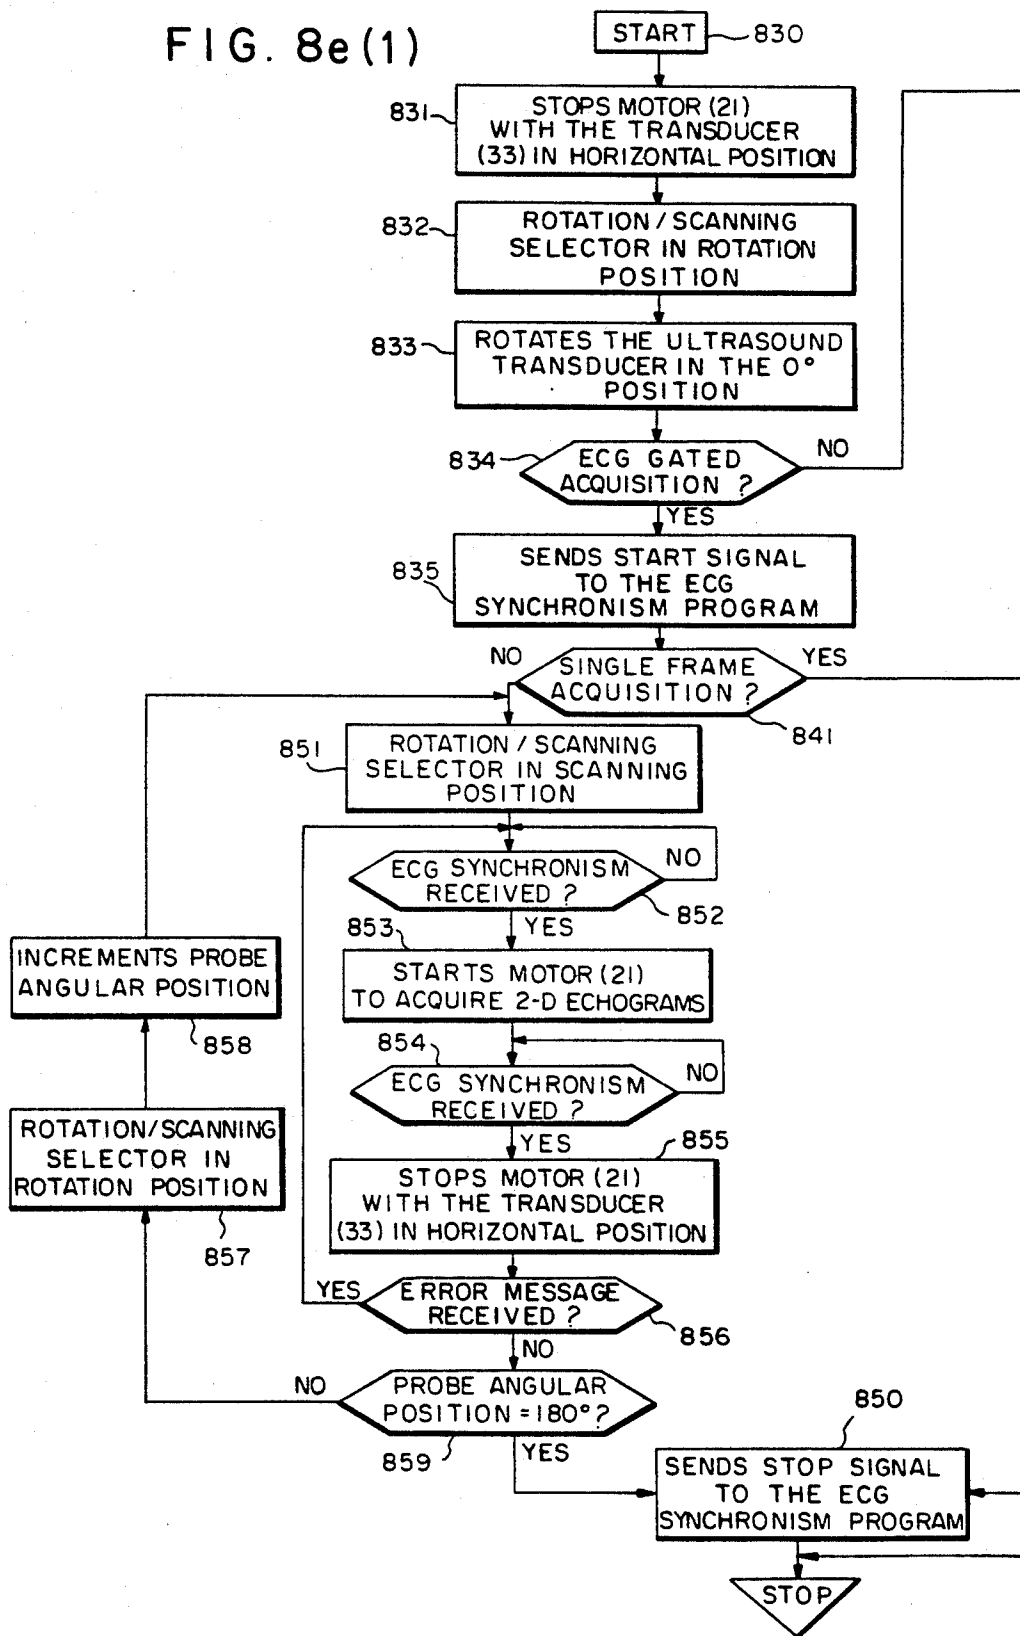 FIG. 8e(1)
START
830
831
STOPS MOTOR (21)
WITH THE TRANSDUCER
(33) IN HORIZONTAL POSITION
832
ROTATION / SCANNING
SELECTOR IN ROTATION
POSITION
833
ROTATES THE ULTRASOUND
TRANSDUCER IN THE 0°
POSITION
834
ECG GATED
ACQUISITION ?
NO
YES
835
SENDS START SIGNAL
TO THE ECG
SYNCHRONISM PROGRAM
NO
SINGLE FRAME
ACQUISITION ?
YES
841
851
ROTATION / SCANNING
SELECTOR IN SCANNING
POSITION
ECG SYNCHRONISM
RECEIVED ?
NO
852
YES
853
STARTS MOTOR (21)
TO ACQUIRE 2-D ECHOGRAMS
INCREMENTS PROBE
ANGULAR POSITION
858
854
ECG SYNCHRONISM
RECEIVED ?
NO
YES
855
ROTATION/SCANNING
SELECTOR IN
ROTATION POSITION
857
STOPS MOTOR (21)
WITH THE TRANSDUCER
(33) IN HORIZONTAL POSITION
YES
ERROR MESSAGE
RECEIVED ?
856
NO
NO
PROBE ANGULAR
POSITION = 180° ?
859
YES
850
SENDS STOP SIGNAL
TO THE ECG
SYNCHRONISM PROGRAM
STOP